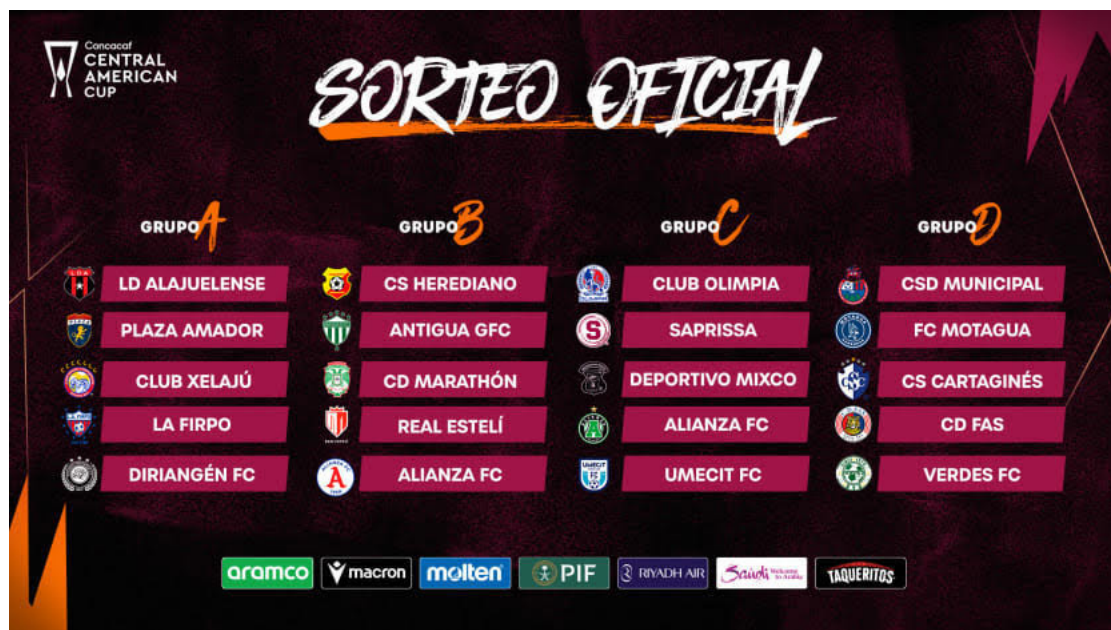 Concacaf
CENTRAL
AMERICAN
CUP
SORTEO OFICIAL
GRUPO A
LD ALAJUELENSE
PLAZA AMADOR
CLUB XELAJÚ
LA FIRPO
DIRIANGÉN FC
GRUPO B
CS HEREDIANO
ANTIGUA GFC
CD MARATHÓN
REAL ESTELÍ
ALIANZA FC
GRUPO C
CLUB OLIMPIA
SAPRISSA
DEPORTIVO MIXCO
ALIANZA FC
UMECIT FC
GRUPO D
CSD MUNICIPAL
FC MOTAGUA
CS CARTAGINÉS
CD FAS
VERDES FC
aramco
macron
molten
PIF
RIYADH AIR
Saudi Welcome to Arabia
TAQUERITOS